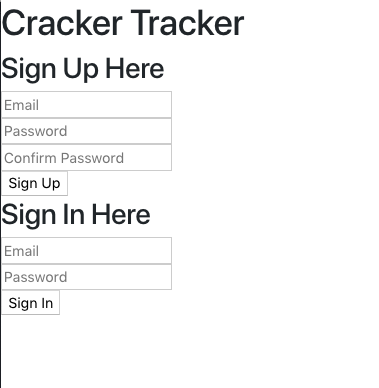 Cracker Tracker
Sign Up Here
Email
Password
Confirm Password
Sign Up
Sign In Here
Email
Password
Sign In